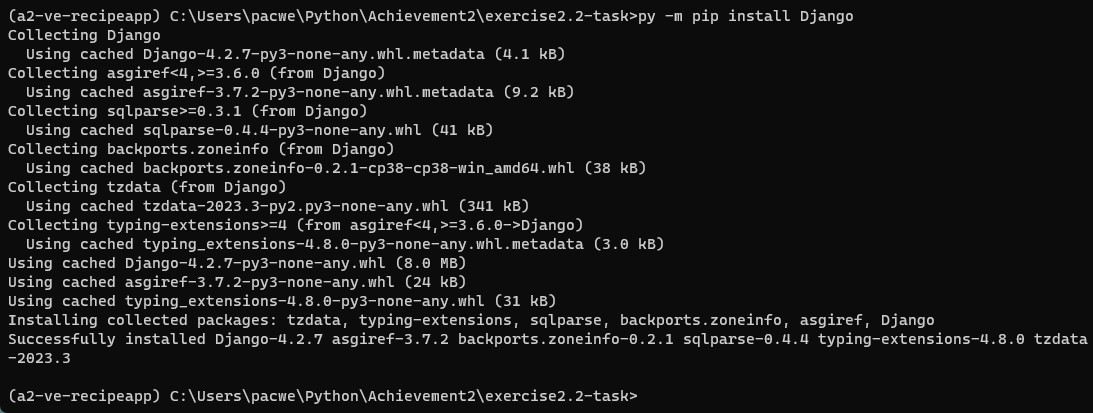 (a2-ve-recipeapp) C:\Users\pacwe\Python\Achievement2\exercise2.2-task>py -m pip install Django
Collecting Django
  Using cached Django-4.2.7-py3-none-any.whl.metadata (4.1 kB)
Collecting asgiref<4,>=3.6.0 (from Django)
  Using cached asgiref-3.7.2-py3-none-any.whl.metadata (9.2 kB)
Collecting sqlparse>=0.3.1 (from Django)
  Using cached sqlparse-0.4.4-py3-none-any.whl (41 kB)
Collecting backports.zoneinfo (from Django)
  Using cached backports.zoneinfo-0.2.1-cp38-cp38-win_amd64.whl (38 kB)
Collecting tzdata (from Django)
  Using cached tzdata-2023.3-py2.py3-none-any.whl (341 kB)
Collecting typing-extensions>=4 (from asgiref<4,>=3.6.0->Django)
  Using cached typing_extensions-4.8.0-py3-none-any.whl.metadata (3.0 kB)
Using cached Django-4.2.7-py3-none-any.whl (8.0 MB)
Using cached asgiref-3.7.2-py3-none-any.whl (24 kB)
Using cached typing_extensions-4.8.0-py3-none-any.whl (31 kB)
Installing collected packages: tzdata, typing-extensions, sqlparse, backports.zoneinfo, asgiref, Django
Successfully installed Django-4.2.7 asgiref-3.7.2 backports.zoneinfo-0.2.1 sqlparse-0.4.4 typing-extensions-4.8.0 tzdata
-2023.3
(a2-ve-recipeapp) C:\Users\pacwe\Python\Achievement2\exercise2.2-task>